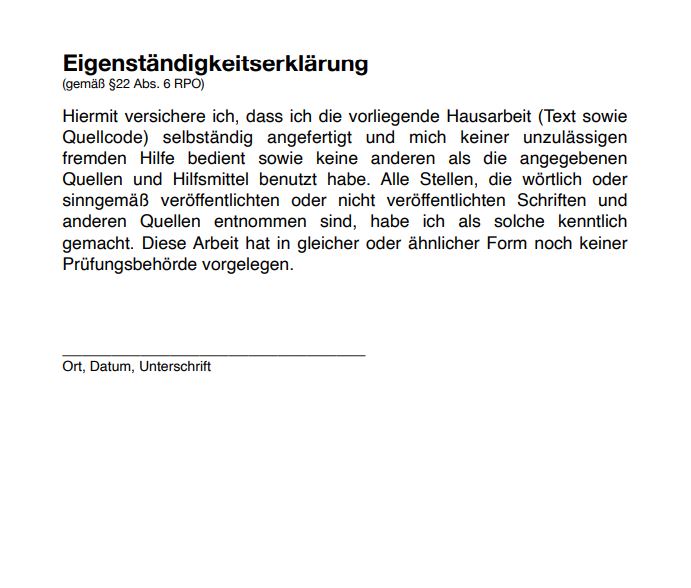 Eigenständigkeitserklärung
(gemäß §22 Abs. 6 RPO)
Hiermit versichere ich, dass ich die vorliegende Hausarbeit (Text sowie
Quellcode) selbständig angefertigt und mich keiner unzulässigen
fremden Hilfe bedient sowie keine anderen als die angegebenen
Quellen und Hilfsmittel benutzt habe. Alle Stellen, die wörtlich oder
sinngemäß veröffentlichten oder nicht veröffentlichten Schriften und
anderen Quellen entnommen sind, habe ich als solche kenntlich
gemacht. Diese Arbeit hat in gleicher oder ähnlicher Form noch keiner
Prüfungsbehörde vorgelegen.
Ort, Datum, Unterschrift